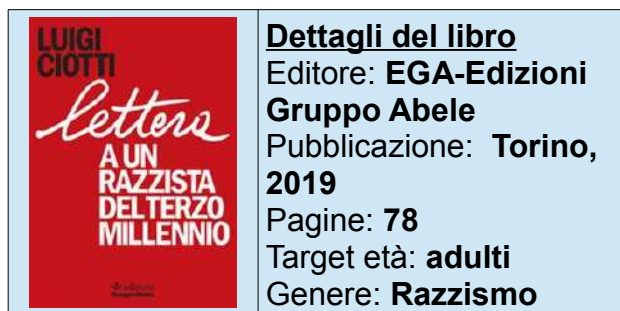 LUIGI
CIOTTI
lettera
A UN
RAZZISTA
DEL TERZO
MILLENNIO
Dettagli del libro
Editore: EGA-Edizioni
Gruppo Abele
Pubblicazione: Torino,
2019
Pagine: 78
Target età: adulti
Genere: Razzismo